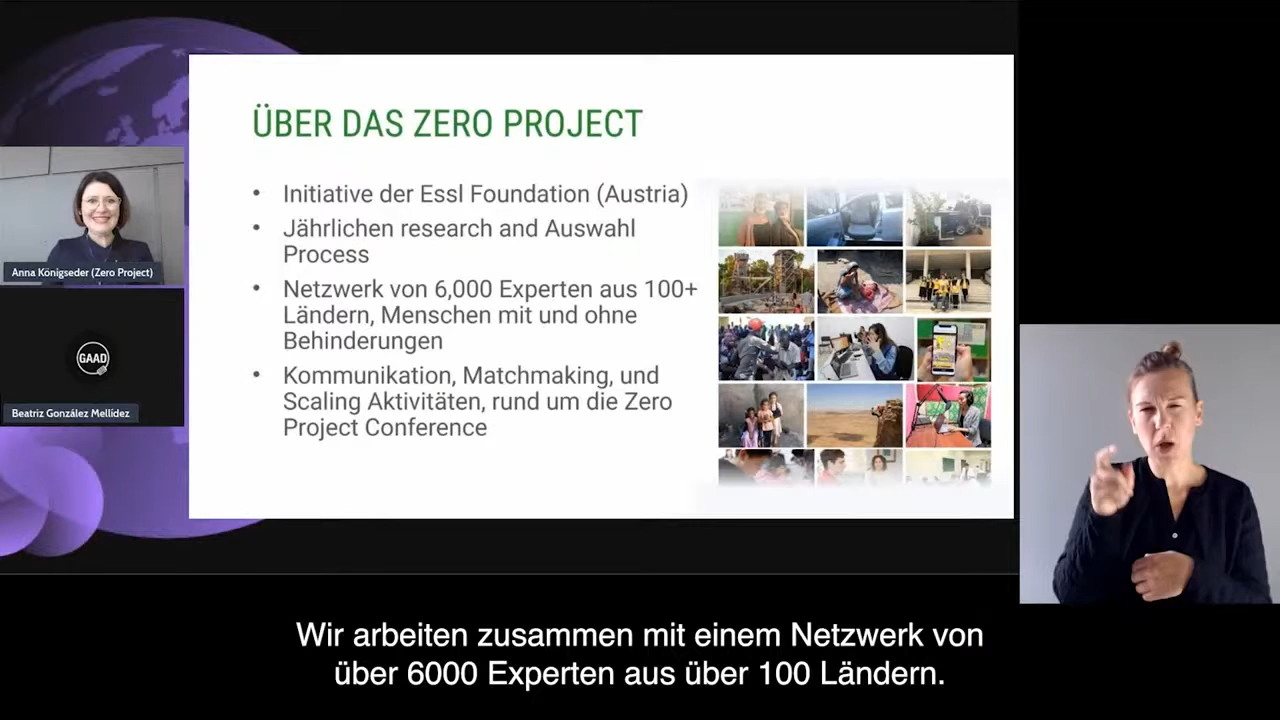 ÜBER DAS ZERO PROJECT
• Initiative der Essl Foundation (Austria)
• Jährlichen research and Auswahl
Process
• Netzwerk von 6,000 Experten aus 100+
Ländern, Menschen mit und ohne
Behinderungen
• Kommunikation, Matchmaking, und
Scaling Aktivitäten, rund um die Zero
Project Conference
Anna Königseder (Zero Project)
GAAD
Beatriz González Mellídez
Wir arbeiten zusammen mit einem Netzwerk von
über 6000 Experten aus über 100 Ländern.